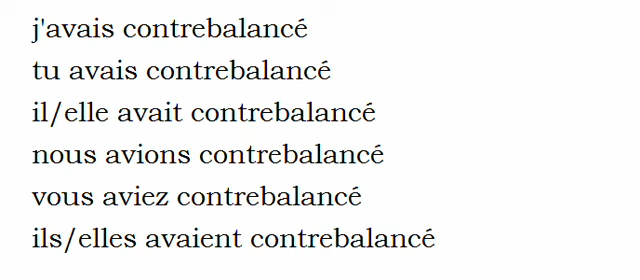 j'avais contrebalancé
tu avais contrebalancé
il/elle avait contrebalancé
nous avions contrebalancé
vous aviez contrebalancé
ils/elles avaient contrebalancé